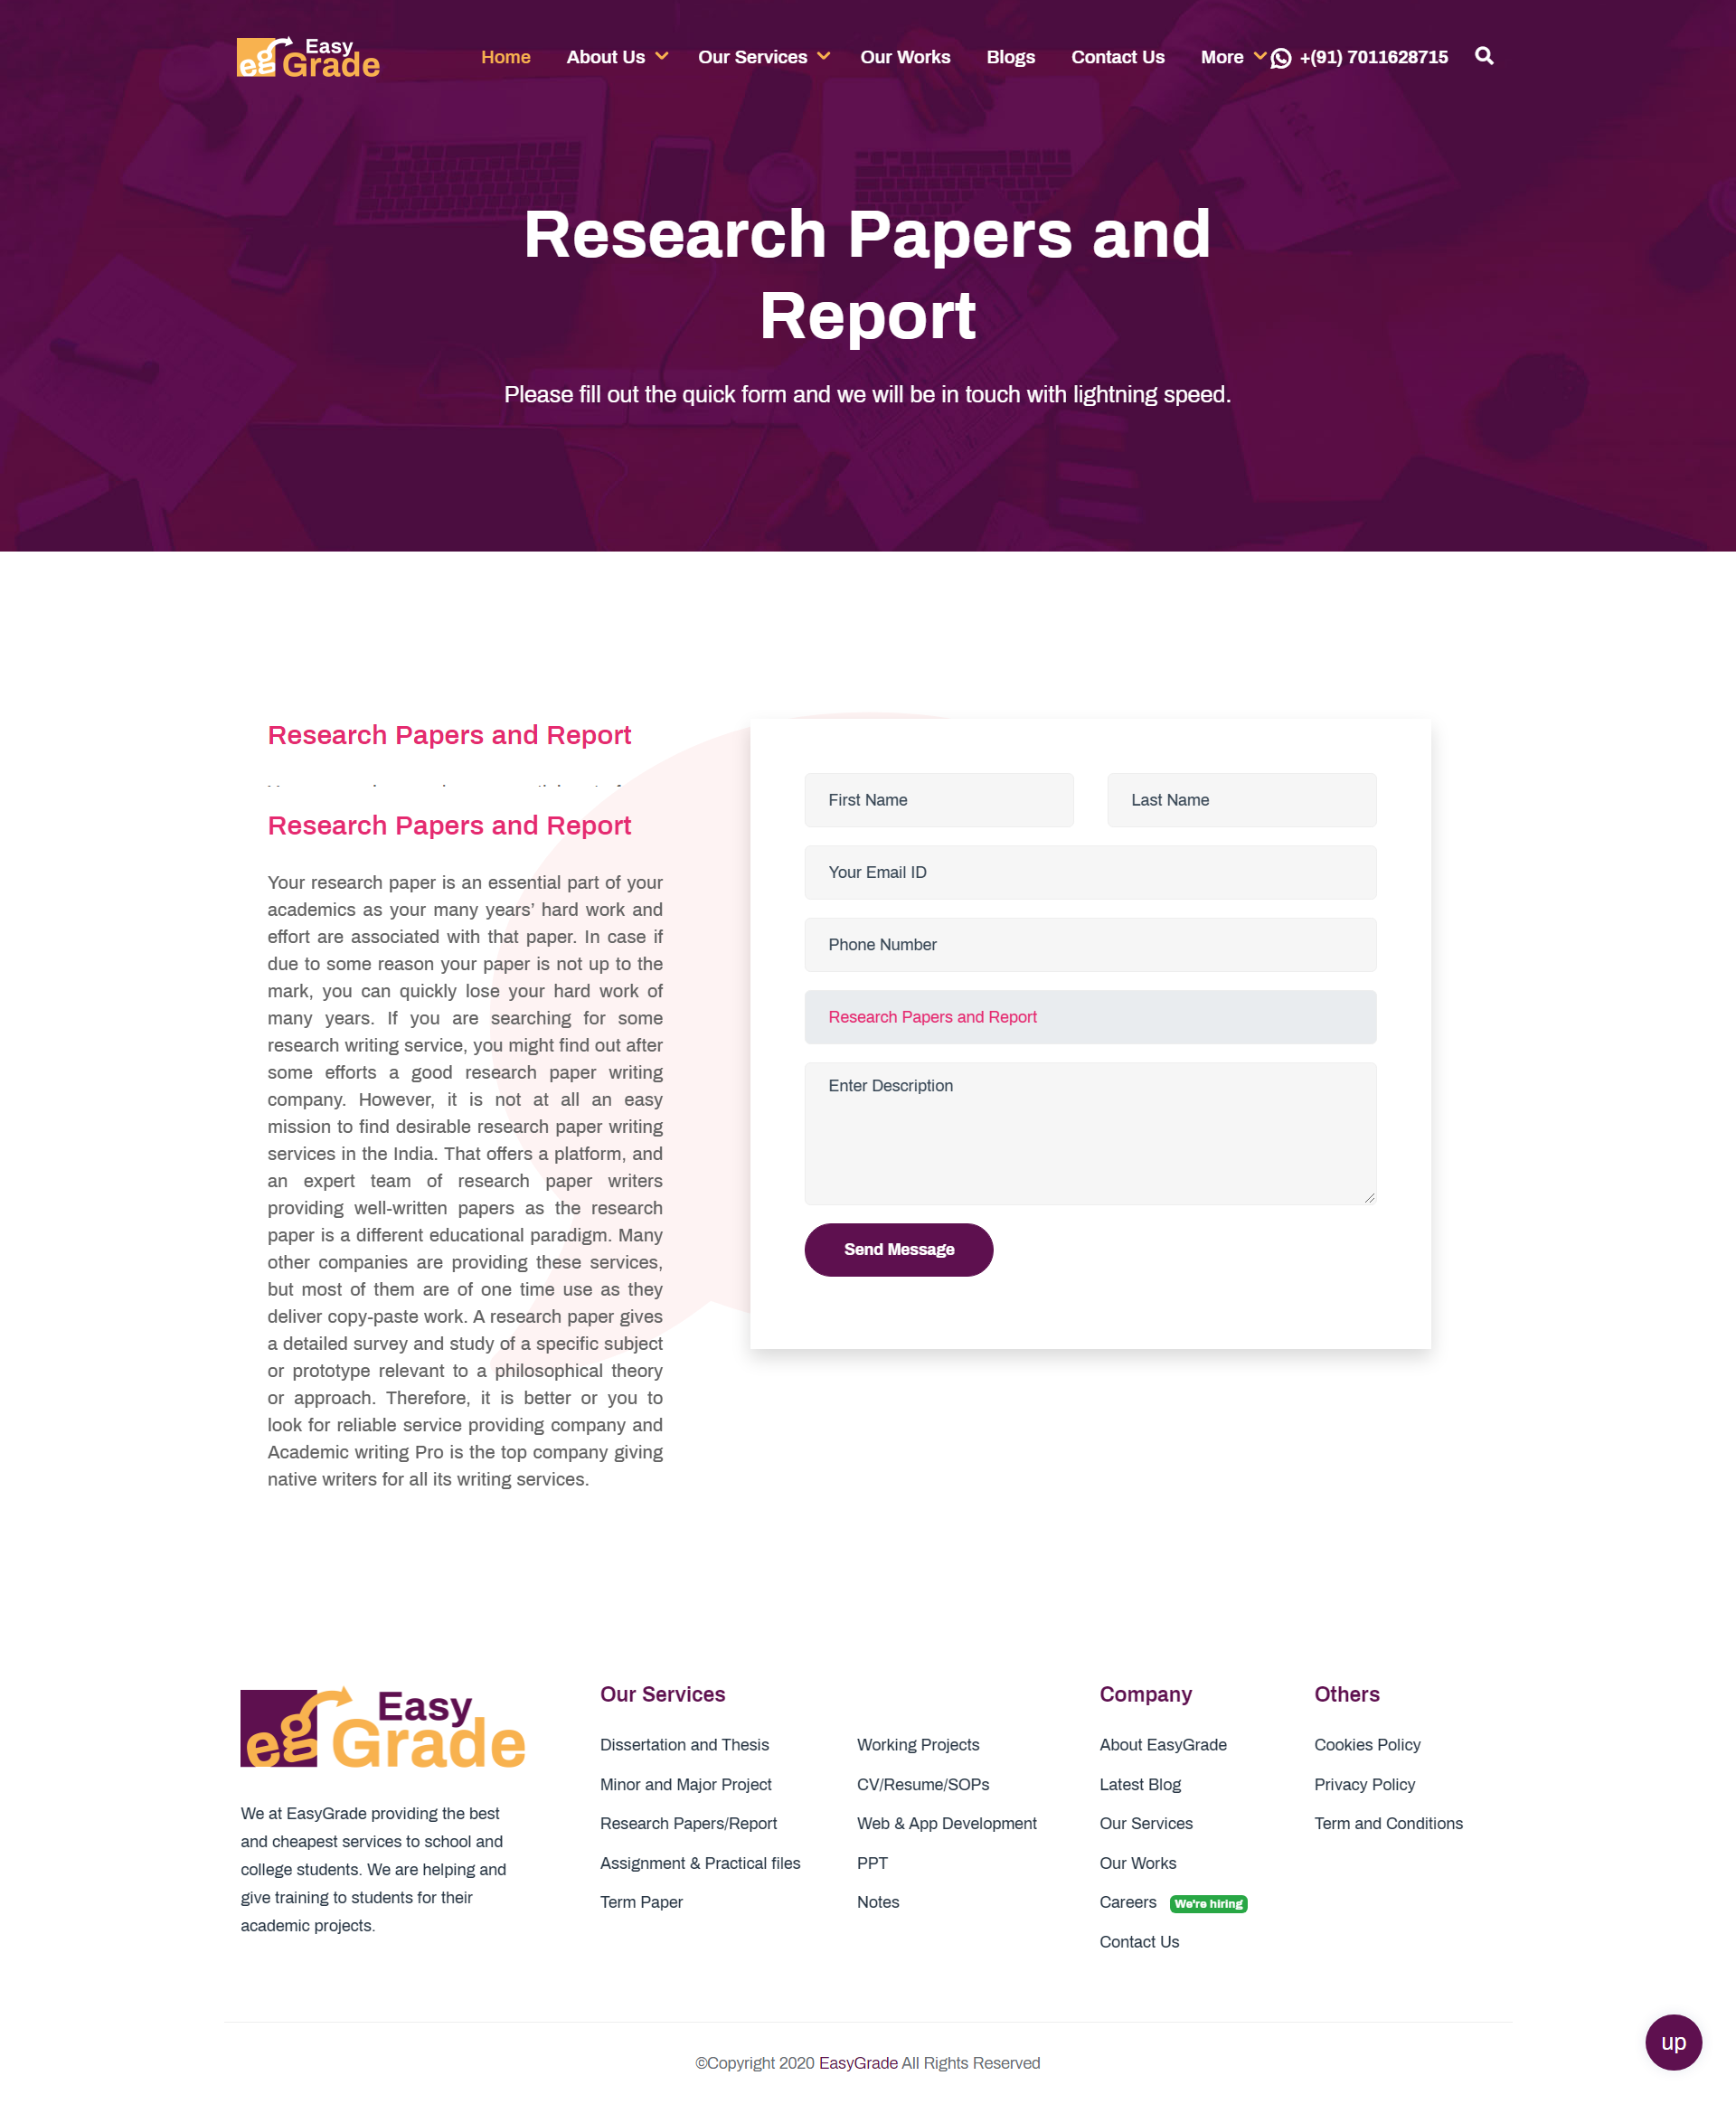 eg Easy Grade
Home About Us Our Services Our Works Blogs Contact Us More +(91) 7011628715
Research Papers and
Report
Please fill out the quick form and we will be in touch with lightning speed.
Research Papers and Report
Research Papers and Report
Your research paper is an essential part of your
academics as your many years’ hard work and
effort are associated with that paper. In case if
due to some reason your paper is not up to the
mark, you can quickly lose your hard work of
many years. If you are searching for some
research writing service, you might find out after
some efforts a good research paper writing
company. However, it is not at all an easy
mission to find desirable research paper writing
services in the India. That offers a platform, and
an expert team of research paper writers
providing well-written papers as the research
paper is a different educational paradigm. Many
other companies are providing these services,
but most of them are of one time use as they
deliver copy-paste work. A research paper gives
a detailed survey and study of a specific subject
or prototype relevant to a philosophical theory
or approach. Therefore, it is better or you to
look for reliable service providing company and
Academic writing Pro is the top company giving
native writers for all its writing services.
First Name
Last Name
Your Email ID
Phone Number
Research Papers and Report
Enter Description
Send Message
eg Easy Grade
We at EasyGrade providing the best
and cheapest services to school and
college students. We are helping and
give training to students for their
academic projects.
Our Services
Dissertation and Thesis
Minor and Major Project
Research Papers/Report
Assignment & Practical files
Term Paper
Working Projects
CV/Resume/SOPs
Web & App Development
PPT
Notes
Company
About EasyGrade
Latest Blog
Our Services
Our Works
Careers We're hiring
Contact Us
Others
Cookies Policy
Privacy Policy
Term and Conditions
up
©Copyright 2020 EasyGrade All Rights Reserved